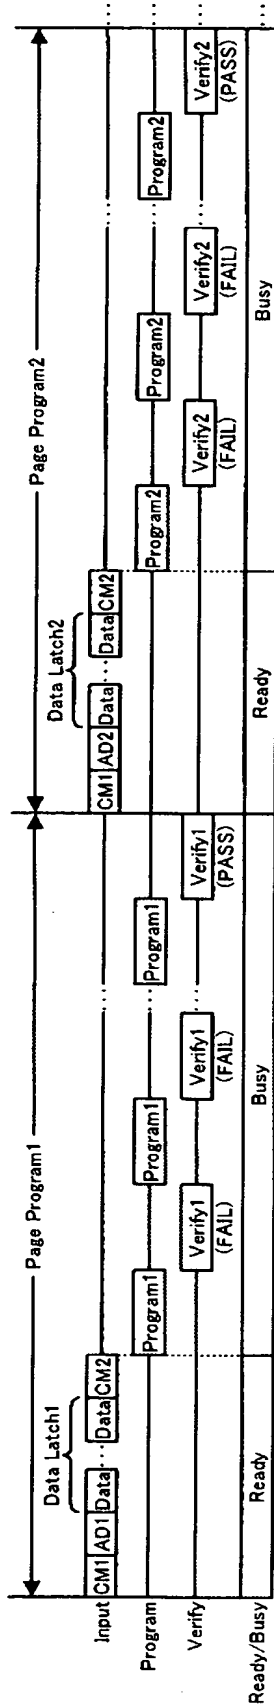 Page Program1
Page Program2
Data Latch1
Data Latch2
Input CM1 AD1 Data ... Data CM2 CM1 AD2 Data ... Data CM2
Program Program1 Program1 ... Program1 Program2 Program2 ... Program2
Verify Verify1 Verify1 ... Verify1 Verify2 Verify2 ... Verify2
(FAIL) (FAIL) (PASS) (FAIL) (FAIL) (PASS)
Ready/Busy Ready Busy Ready Busy